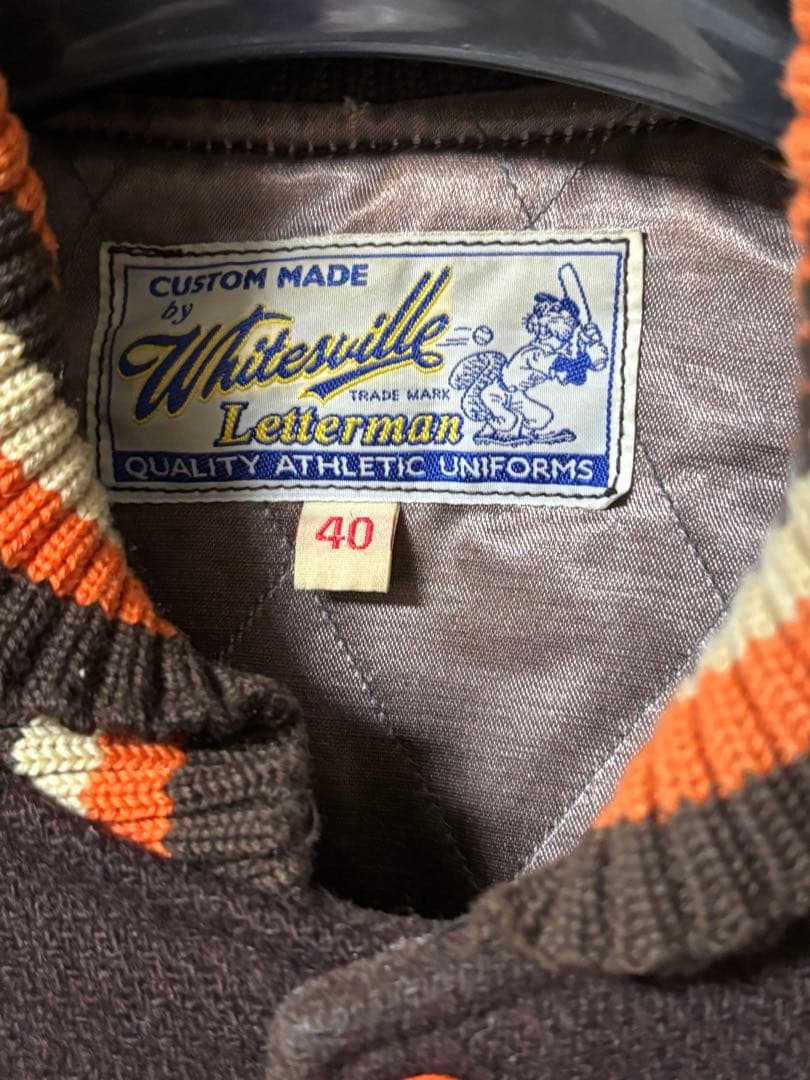 CUSTOM MADE
by
Whitesville
TRADE MARK
Letterman
QUALITY ATHLETIC UNIFORMS
40